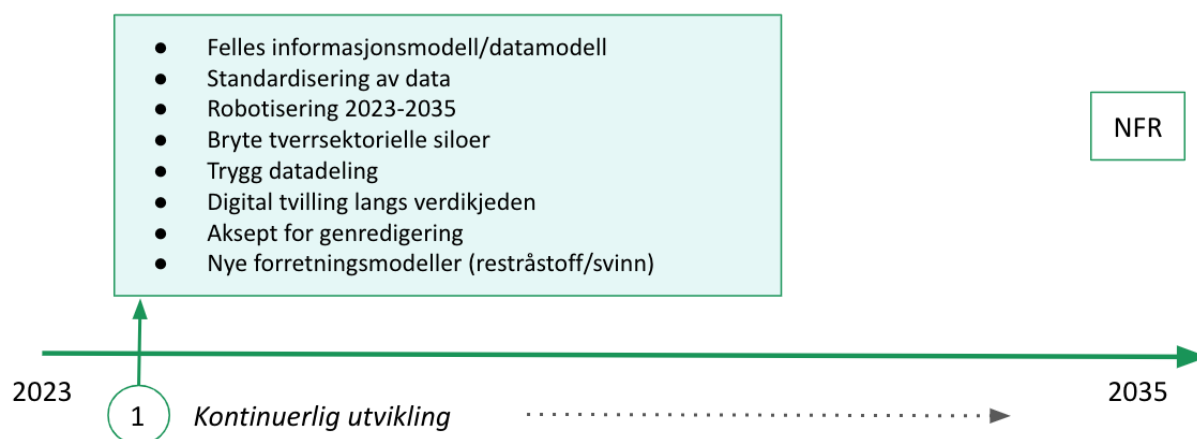 ● Felles informasjonsmodell/datamodell
● Standardisering av data
● Robotisering 2023-2035
● Bryte tverrsektorielle siloer
● Trygg datadeling
● Digital tvilling langs verdikjeden
● Aksept for genredigering
● Nye forretningsmodeller (restråstoff/svinn)
NFR
2023
2035
1
Kontinuerlig utvikling